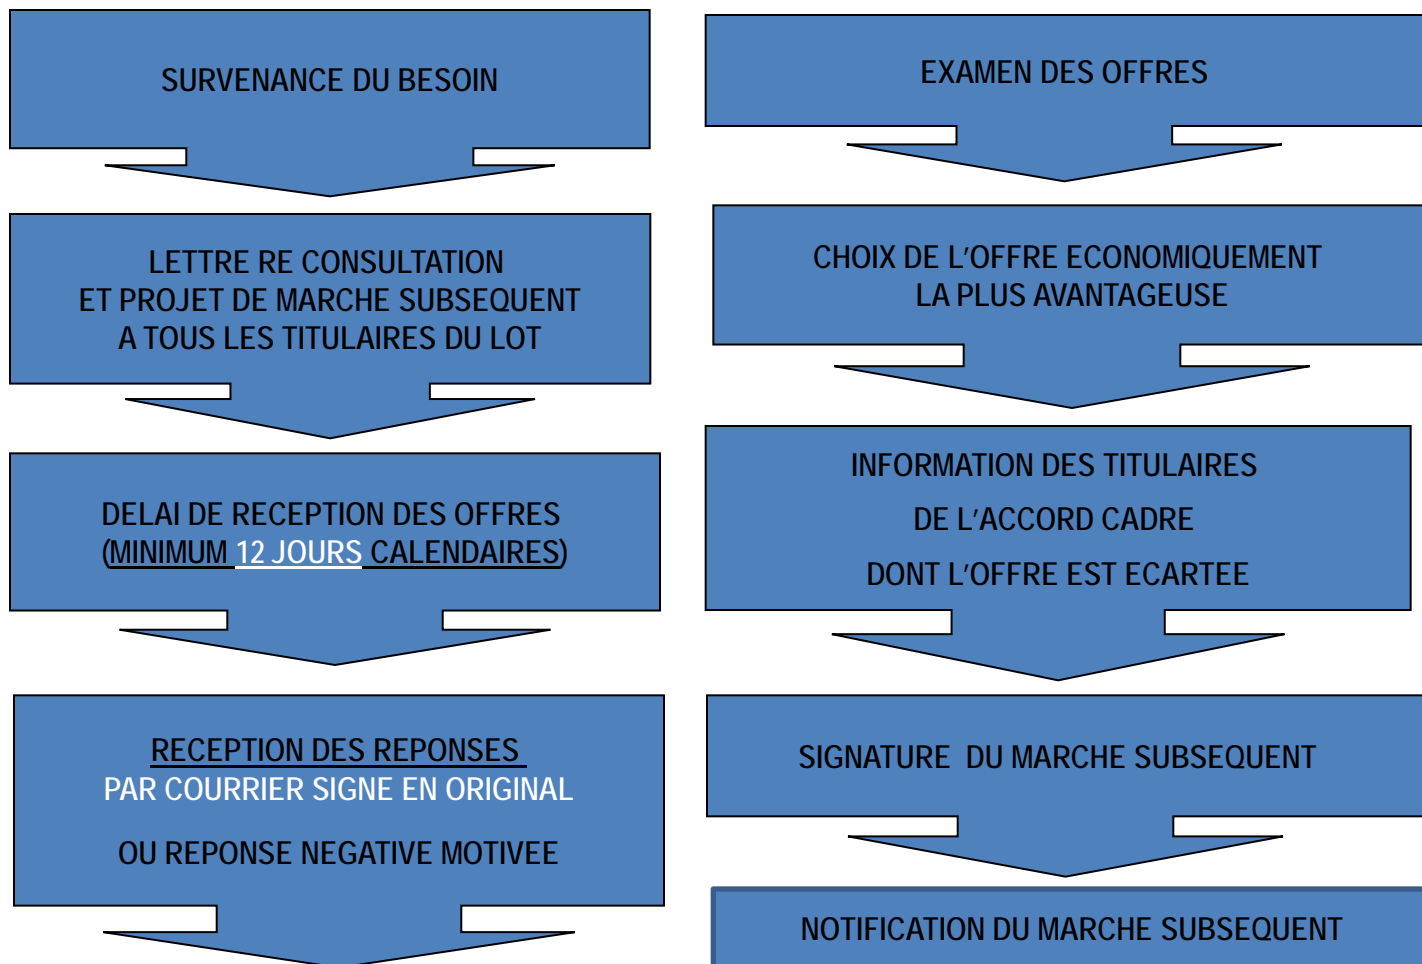 SURVENANCE DU BESOIN
LETTRE RE CONSULTATION
ET PROJET DE MARCHE SUBSEQUENT
A TOUS LES TITULAIRES DU LOT
DELAI DE RECEPTION DES OFFRES
(MINIMUM 12 JOURS CALENDAIRES)
RECEPTION DES REPONSES
PAR COURRIER SIGNE EN ORIGINAL
OU REPONSE NEGATIVE MOTIVEE
EXAMEN DES OFFRES
CHOIX DE L’OFFRE ECONOMIQUEMENT
LA PLUS AVANTAGEUSE
INFORMATION DES TITULAIRES
DE L’ACCORD CADRE
DONT L’OFFRE EST ECARTEE
SIGNATURE DU MARCHE SUBSEQUENT
NOTIFICATION DU MARCHE SUBSEQUENT